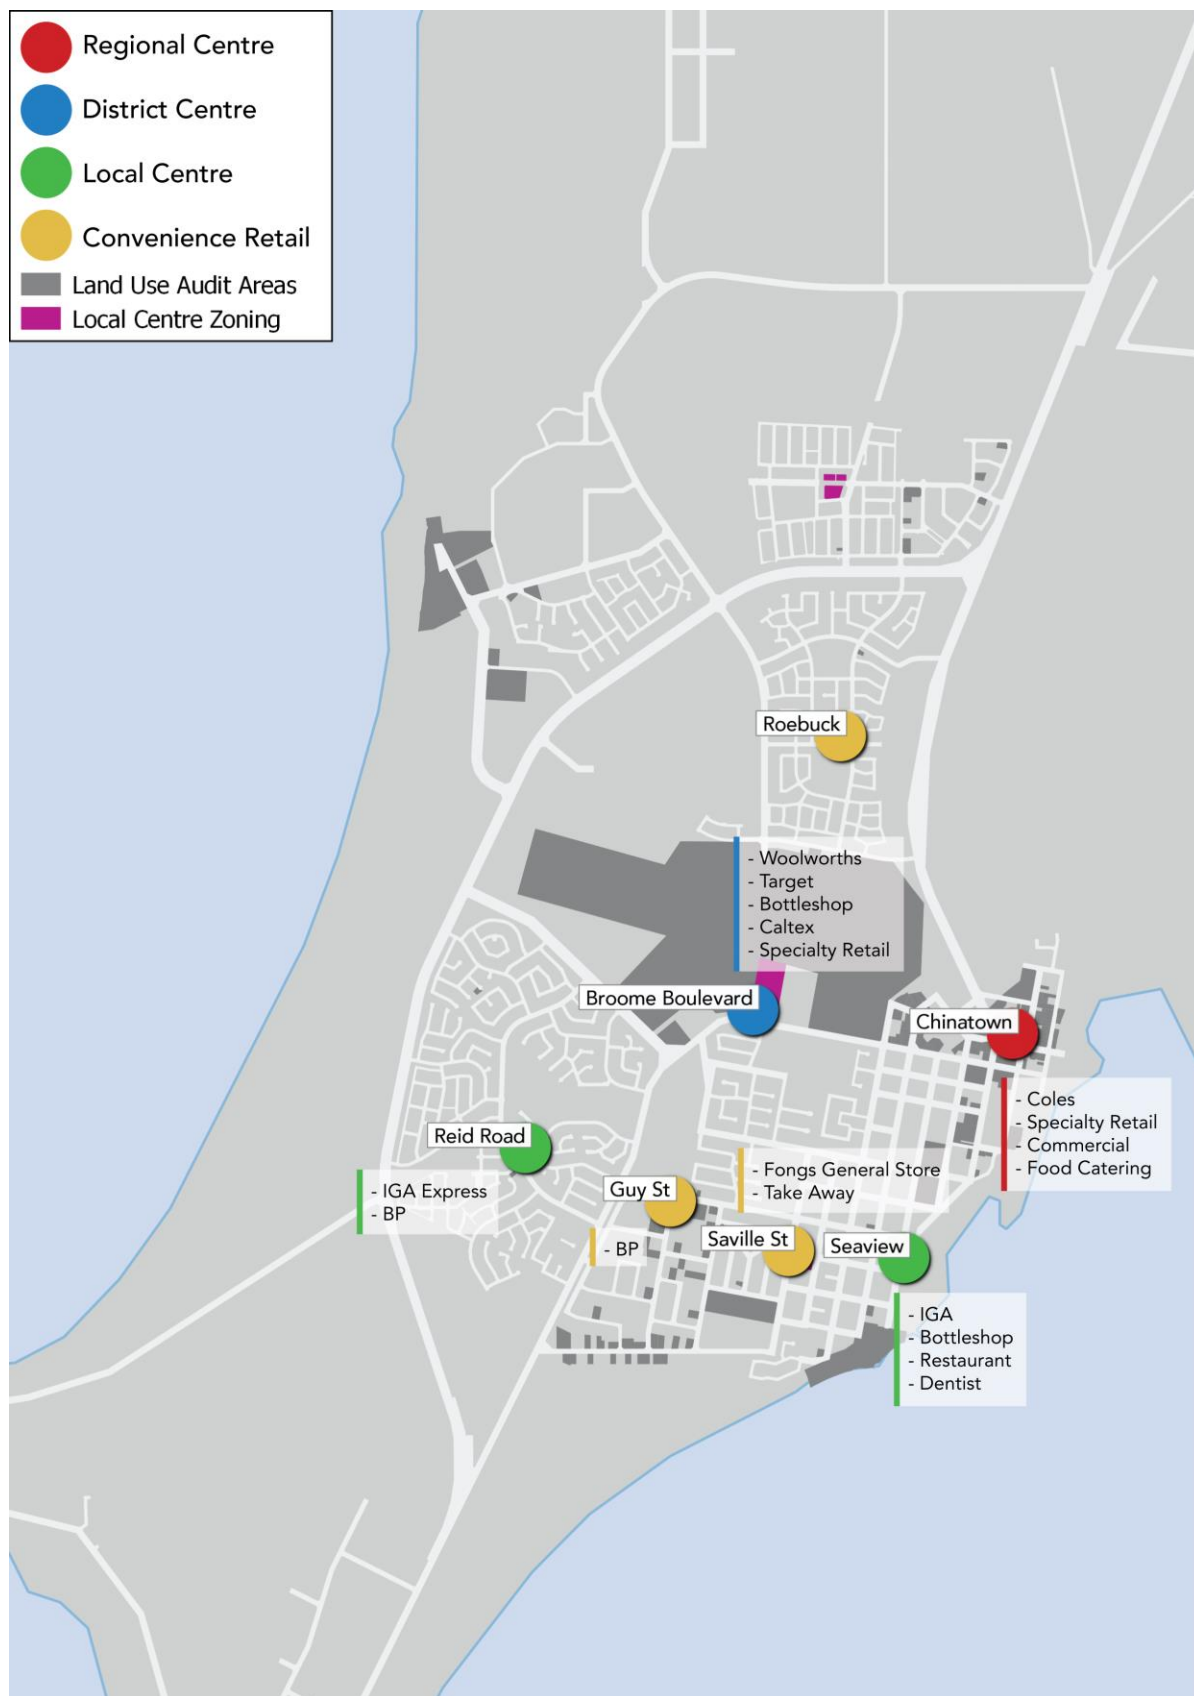 Regional Centre
District Centre
Local Centre
Convenience Retail
Land Use Audit Areas
Local Centre Zoning
Roebuck
- Woolworths
- Target
- Bottleshop
- Caltex
- Specialty Retail
Broome Boulevard
Chinatown
- Coles
- Specialty Retail
- Commercial
- Food Catering
Reid Road
- IGA Express
- BP
Guy St
- BP
- Fongs General Store
- Take Away
Saville St
Seaview
- IGA
- Bottleshop
- Restaurant
- Dentist